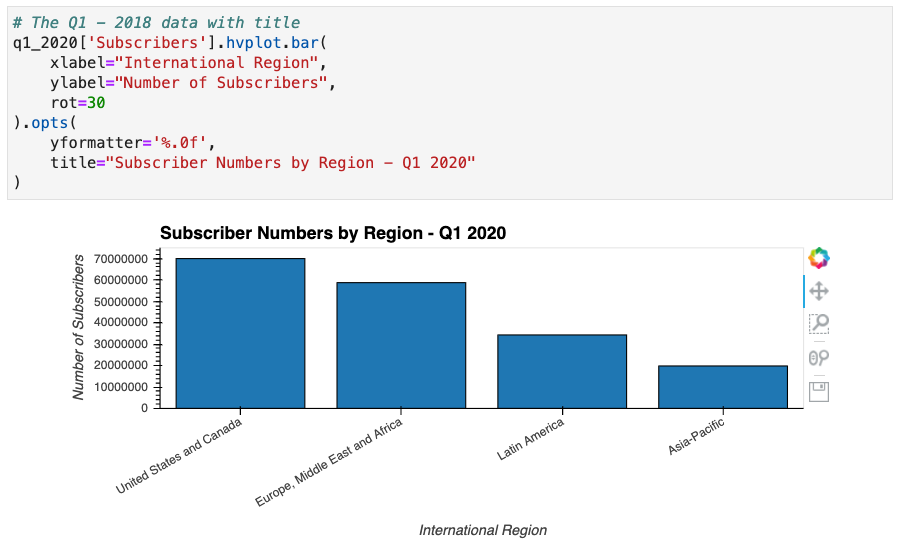 # The Q1 – 2018 data with title
q1_2020['Subscribers'].hvplot.bar(
    xlabel="International Region",
    ylabel="Number of Subscribers",
    rot=30
).opts(
    yformatter='%.0f',
    title="Subscriber Numbers by Region – Q1 2020"
)
Subscriber Numbers by Region - Q1 2020
Number of Subscribers
70000000
60000000
50000000
40000000
30000000
20000000
10000000
0
United States and Canada
Europe, Middle East and Africa
Latin America
Asia-Pacific
International Region